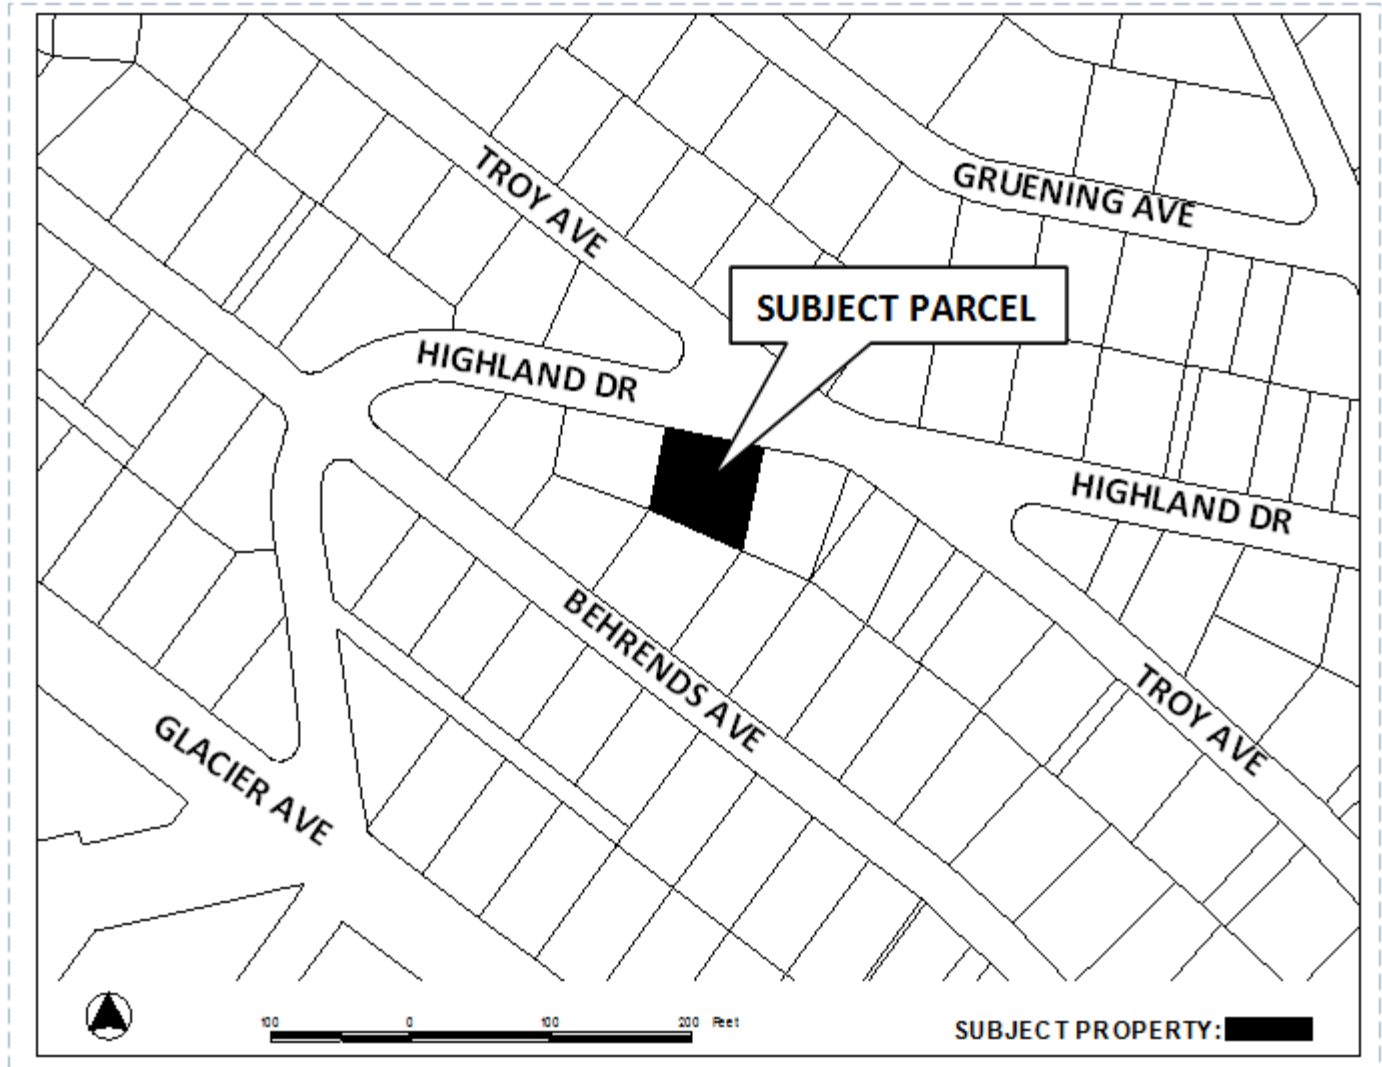 TROY AVE
GRUENING AVE
SUBJECT PARCEL
HIGHLAND DR
HIGHLAND DR
BEHRENDS AVE
TROY AVE
GLACIER AVE
100 0 100 200 Feet
SUBJECT PROPERTY: